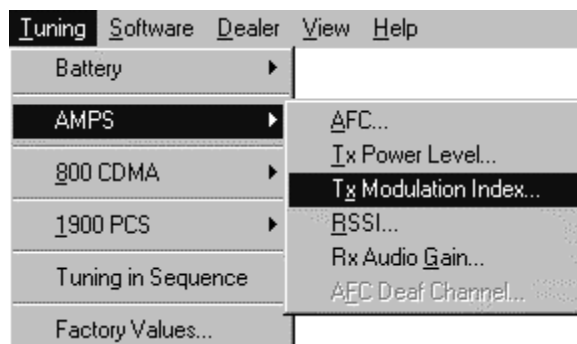 Tuning Software Dealer View Help
Battery
AMPS
800 CDMA
1900 PCS
Tuning in Sequence
Factory Values...
AFC...
Tx Power Level...
Tx Modulation Index...
RSSI...
Rx Audio Gain...
AFC Deaf Channel...